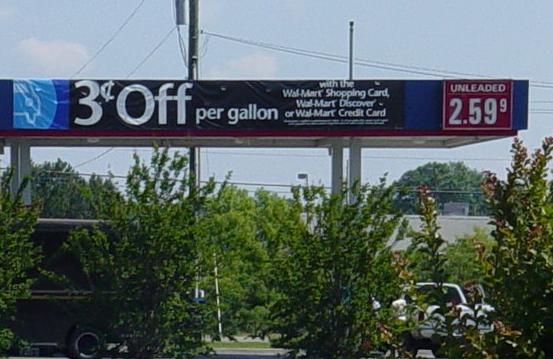 3¢ Off per gallon
with the
Wal-Mart Shopping Card,
Wal-Mart Discover
or Wal-Mart Credit Card
UNLEADED
2.59 9